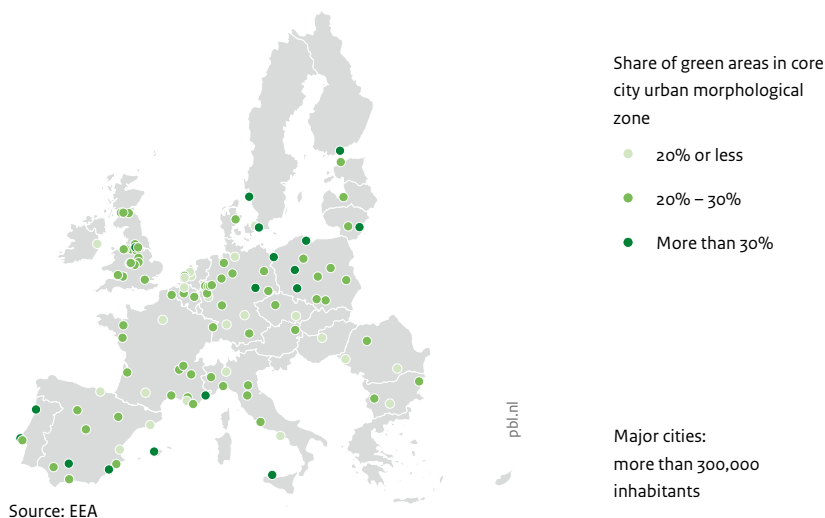 Share of green areas in core
city urban morphological
zone
20% or less
20% – 30%
More than 30%
pbl.nl
Major cities:
more than 300,000
inhabitants
Source: EEA